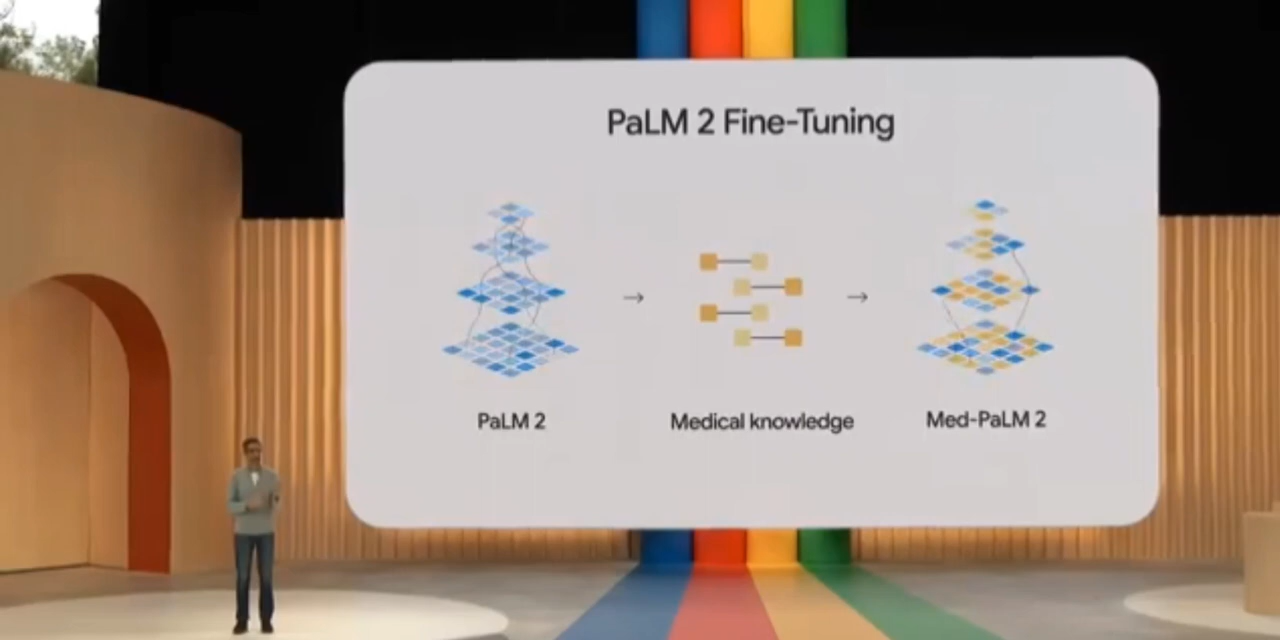 PaLM 2 Fine-Tuning
PaLM 2
Medical knowledge
Med-PaLM 2